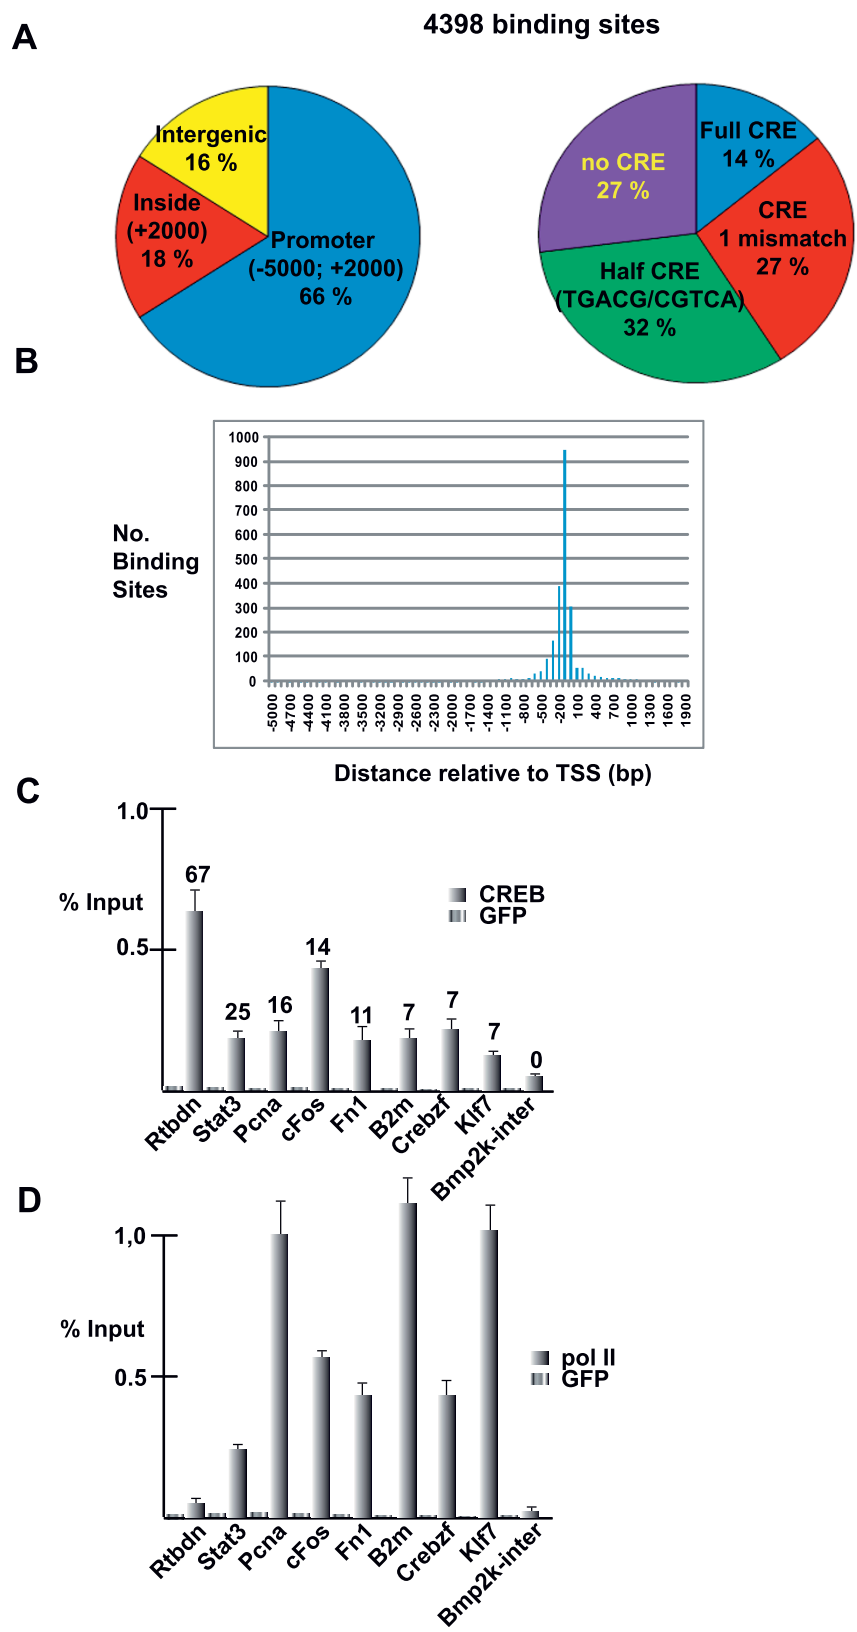 A
4398 binding sites
Intergenic
16 %
Inside
(+2000)
18 %
Promoter
(-5000; +2000)
66 %
Full CRE
14 %
no CRE
27 %
CRE
1 mismatch
27 %
Half CRE
(TGACG/CGTCA)
32 %
B
No.
Binding
Sites
1000
900
800
700
600
500
400
300
200
100
0
-5000
-4700
-4400
-4100
-3800
-3500
-3200
-2900
-2600
-2300
-2000
-1700
-1400
-1100
-800
-500
-200
100
400
700
1000
1300
1600
1900
Distance relative to TSS (bp)
C
1.0
% Input
0.5
67
25
16
14
11
7
7
7
0
CREB
GFP
Rtbdn
Stat3
Pcna
cFos
Fn1
B2m
Crebzf
Klf7
Bmp2k-inter
D
1,0
% Input
0.5
pol II
GFP
Rtbdn
Stat3
Pcna
cFos
Fn1
B2m
Crebzf
Klf7
Bmp2k-inter